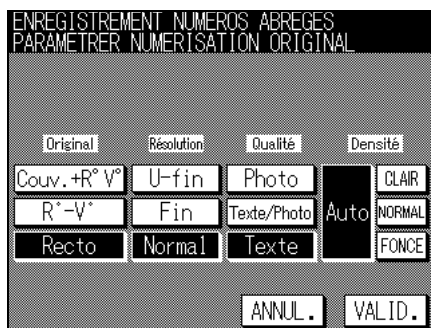 ENREGISTREMENT NUMEROS ABREGES
PARAMETRER NUMERISATION ORIGINAL
Original Résolution Qualité Densité
Couv.+R° V° U-fin Photo CLAIR
R°-V° Fin Texte/Photo Auto NORMAL
Recto Normal Texte FONCE
ANNUL. VALID.